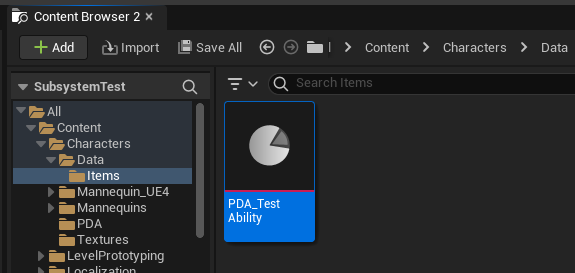 Content Browser 2
Add
Import
Save All
Content
Characters
Data
SubsystemTest
Search Items
All
Content
Characters
Data
Items
Mannequin_UE4
Mannequins
PDA
Textures
LevelPrototyping
Localization
PDA_Test
Ability